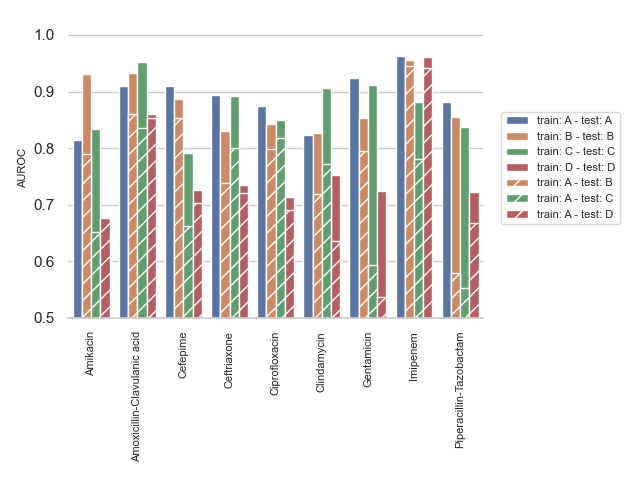 1.0
0.9
0.8
0.7
0.6
0.5
AUROC
Amikacin
Amoxicillin-Clavulanic acid
Cefepime
Ceftriaxone
Ciprofloxacin
Clindamycin
Gentamicin
Imipenem
Piperacillin-Tazobactam
train: A - test: A
train: B - test: B
train: C - test: C
train: D - test: D
train: A - test: B
train: A - test: C
train: A - test: D